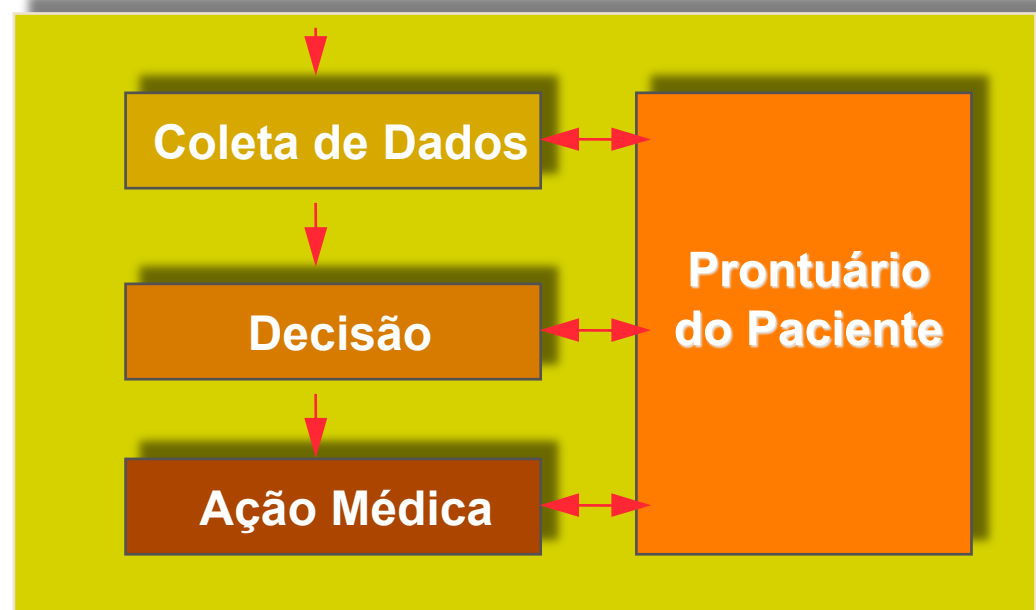 Coleta de Dados
Decisão
Ação Médica
Prontuário
do Paciente